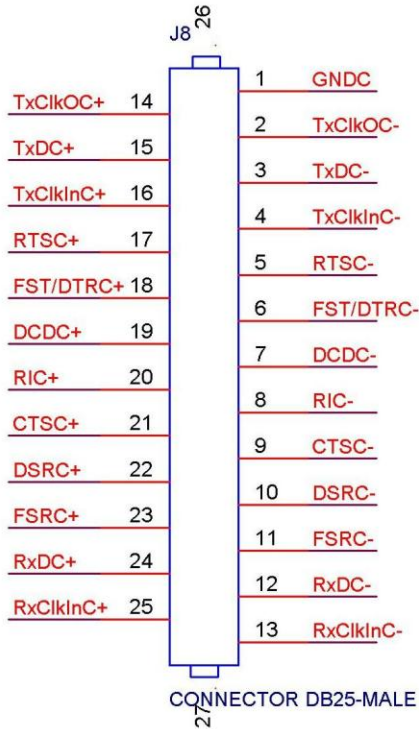 26
J8
1 GNDC
TxClkOC+ 14
2 TxClkOC-
TxDC+ 15
3 TxDC-
TxClkInC+ 16
4 TxClkInC-
RTSC+ 17
5 RTSC-
FST/DTRC+ 18
6 FST/DTRC-
DCDC+ 19
7 DCDC-
RIC+ 20
8 RIC-
CTSC+ 21
9 CTSC-
DSRC+ 22
10 DSRC-
FSRC+ 23
11 FSRC-
RxDC+ 24
12 RxDC-
RxClkInC+ 25
13 RxClkInC-
CONNECTOR DB25-MALE
27